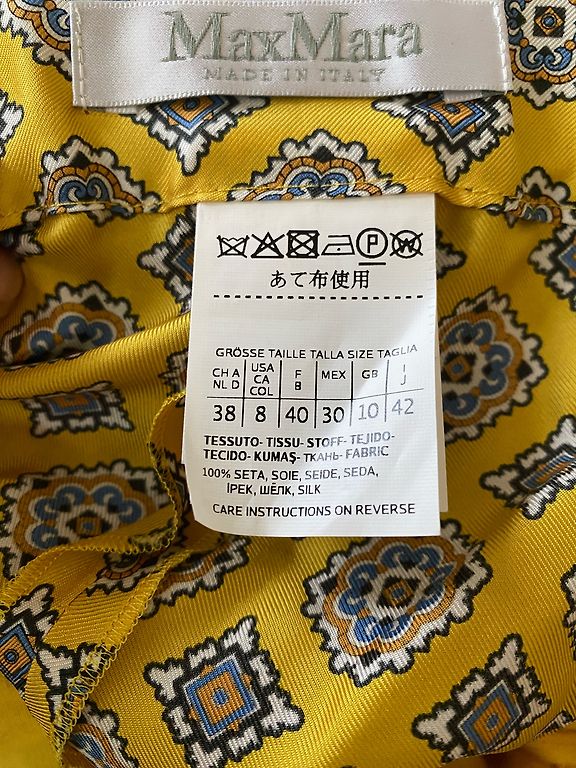 MaxMara
MADE IN ITALY
P W
あて布使用
GRÖSSE TAILLE TALLA SIZE TAGLIA
CH A NL D USA CA COL F B MEX GB I J
38 8 40 30 10 42
TESSUTO- TISSU- STOFF- TEJIDO-
TECIDO- KUMAŞ- ТКАНЬ- FABRIC
100% SETA, SOIE, SEIDE, SEDA,
İPEK, ШЁЛК, SILK
CARE INSTRUCTIONS ON REVERSE